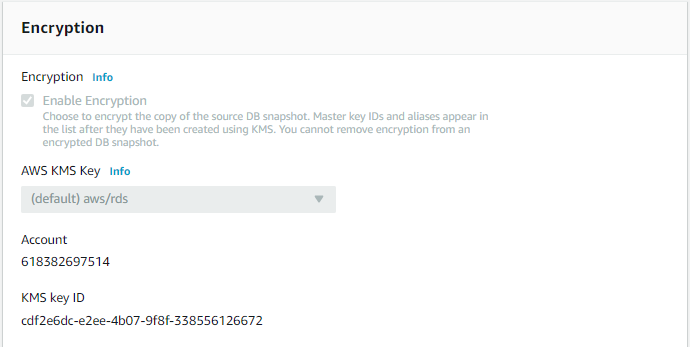 Encryption
Encryption Info
Enable Encryption
Choose to encrypt the copy of the source DB snapshot. Master key IDs and aliases appear in
the list after they have been created using KMS. You cannot remove encryption from an
encrypted DB snapshot.
AWS KMS Key Info
(default) aws/rds
Account
618382697514
KMS key ID
cdf2e6dc-e2ee-4b07-9f8f-338556126672